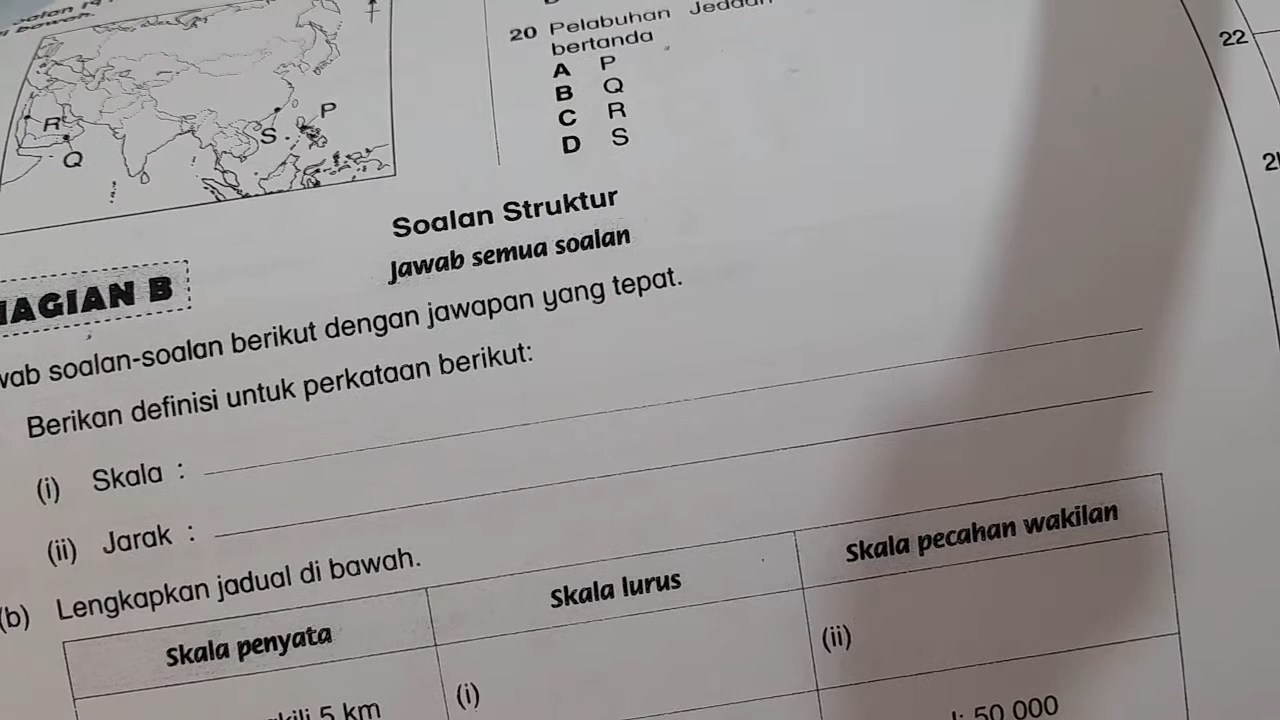 bawah.
R
Q
S
P
20 Pelabuhan
bertanda
A P
B Q
C R
D S
22
Soalan Struktur
Jawab semua soalan
AGIAN B
soalan-soalan berikut dengan jawapan yang tepat.
Berikan definisi untuk perkataan berikut:
(i) Skala :
(ii) Jarak :
(b) Lengkapkan jadual di bawah.
Skala penyata
Skala lurus
Skala pecahan wakilan
5 km
(i)
(ii)
1: 50 000